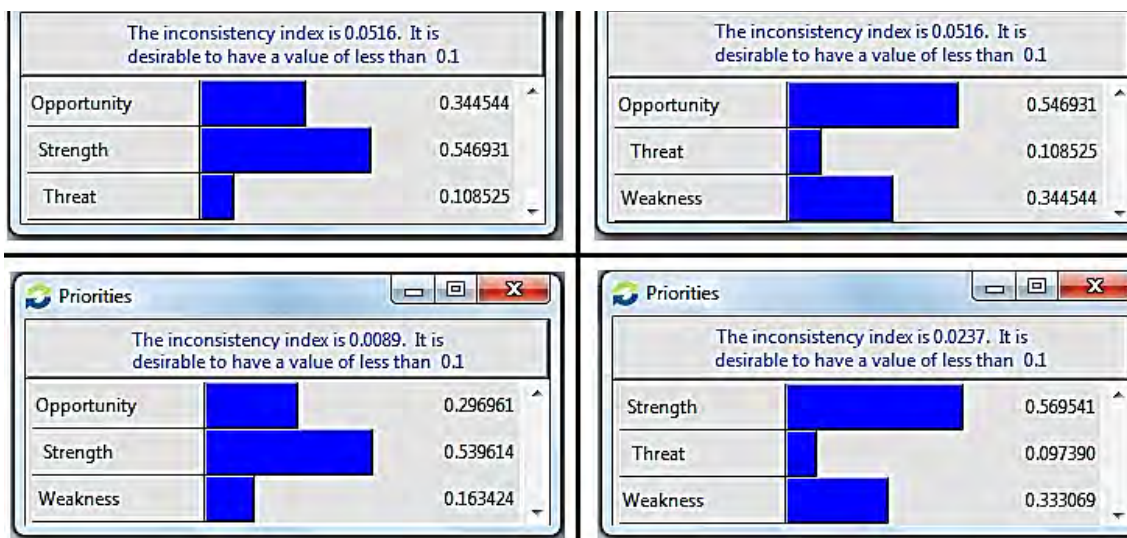 The inconsistency index is 0.0516. It is
desirable to have a value of less than 0.1
Opportunity 0.344544
Strength 0.546931
Threat 0.108525
The inconsistency index is 0.0516. It is
desirable to have a value of less than 0.1
Opportunity 0.546931
Threat 0.108525
Weakness 0.344544
Priorities
The inconsistency index is 0.0089. It is
desirable to have a value of less than 0.1
Opportunity 0.296961
Strength 0.539614
Weakness 0.163424
Priorities
The inconsistency index is 0.0237. It is
desirable to have a value of less than 0.1
Strength 0.569541
Threat 0.097390
Weakness 0.333069